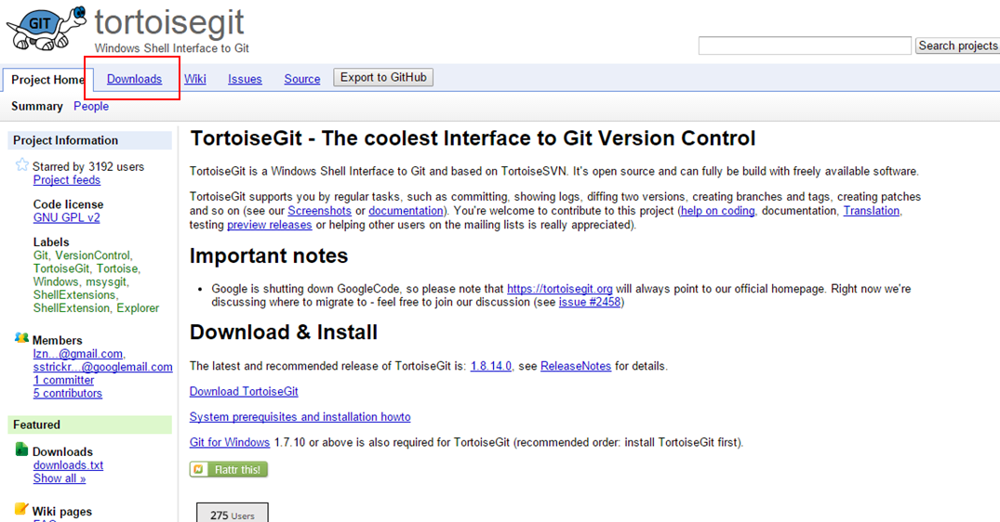 GIT
tortoisegit
Windows Shell Interface to Git
Search projects
Project Home Downloads Wiki Issues Source Export to GitHub
Summary People
Project Information
Starred by 3192 users
Project feeds
Code license
GNU GPL v2
Labels
Git, VersionControl,
TortoiseGit, Tortoise,
Windows, msysgit,
ShellExtensions,
ShellExtension, Explorer
Members
lzn...@gmail.com,
sstrickr...@googlemail.com
1 committer
5 contributors
Featured
Downloads
downloads.txt
Show all »
Wiki pages
TortoiseGit - The coolest Interface to Git Version Control
TortoiseGit is a Windows Shell Interface to Git and based on TortoiseSVN. It's open source and can fully be build with freely available software.
TortoiseGit supports you by regular tasks, such as committing, showing logs, diffing two versions, creating branches and tags, creating patches
and so on (see our Screenshots or documentation). You're welcome to contribute to this project (help on coding, documentation, Translation,
testing preview releases or helping other users on the mailing lists is really appreciated).
Important notes
• Google is shutting down GoogleCode, so please note that https://tortoisegit.org will always point to our official homepage. Right now we're
discussing where to migrate to - feel free to join our discussion (see issue #2458)
Download & Install
The latest and recommended release of TortoiseGit is: 1.8.14.0, see ReleaseNotes for details.
Download TortoiseGit
System prerequisites and installation howto
Git for Windows 1.7.10 or above is also required for TortoiseGit (recommended order: install TortoiseGit first).
Flattr this!
275 Users